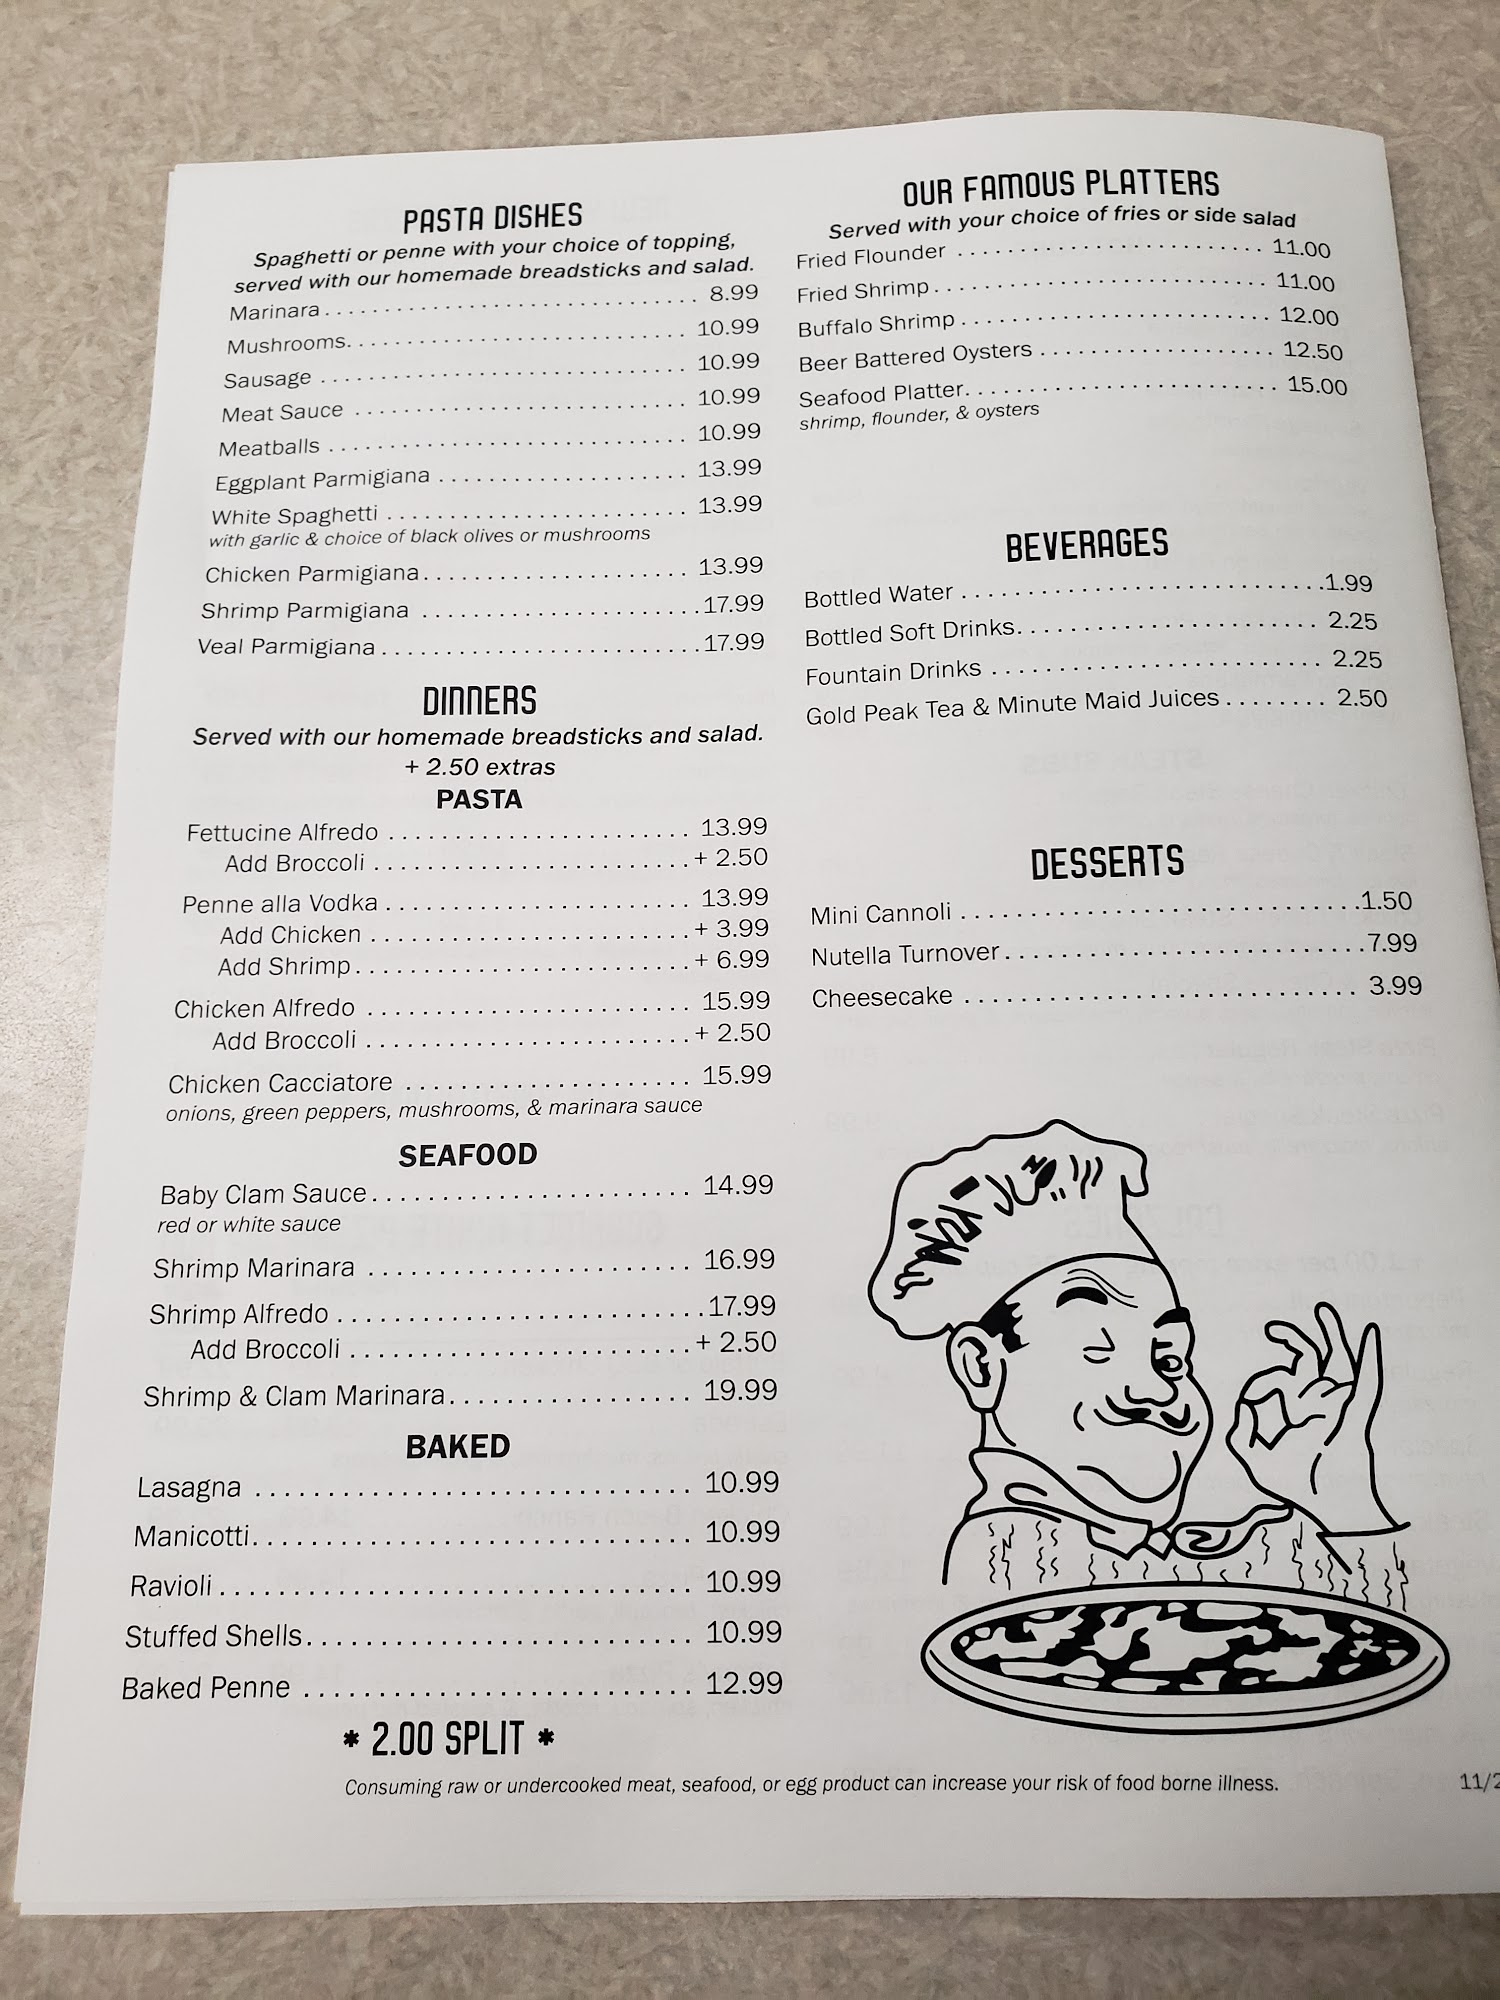 PASTA DISHES
Spaghetti or penne with your choice of topping,
served with our homemade breadsticks and salad.
Marinara . . . . . . . . . . . . . . . . . . . . . . . . . . . . . 8.99
Mushrooms. . . . . . . . . . . . . . . . . . . . . . . . . . 10.99
Sausage . . . . . . . . . . . . . . . . . . . . . . . . . . . . 10.99
Meat Sauce . . . . . . . . . . . . . . . . . . . . . . . . . 10.99
Meatballs . . . . . . . . . . . . . . . . . . . . . . . . . . . 10.99
Eggplant Parmigiana . . . . . . . . . . . . . . . . . . . 13.99
White Spaghetti . . . . . . . . . . . . . . . . . . . . . . . 13.99
with garlic & choice of black olives or mushrooms
Chicken Parmigiana. . . . . . . . . . . . . . . . . . . . . 13.99
Shrimp Parmigiana . . . . . . . . . . . . . . . . . . . . . 17.99
Veal Parmigiana . . . . . . . . . . . . . . . . . . . . . . . 17.99
DINNERS
Served with our homemade breadsticks and salad.
+ 2.50 extras
PASTA
Fettucine Alfredo . . . . . . . . . . . . . . . . . . . . . . 13.99
Add Broccoli . . . . . . . . . . . . . . . . . . . . . . . + 2.50
Penne alla Vodka . . . . . . . . . . . . . . . . . . . . . . 13.99
Add Chicken . . . . . . . . . . . . . . . . . . . . . . . + 3.99
Add Shrimp. . . . . . . . . . . . . . . . . . . . . . . . + 6.99
Chicken Alfredo . . . . . . . . . . . . . . . . . . . . . . . 15.99
Add Broccoli . . . . . . . . . . . . . . . . . . . . . . . + 2.50
Chicken Cacciatore . . . . . . . . . . . . . . . . . . . . 15.99
onions, green peppers, mushrooms, & marinara sauce
SEAFOOD
Baby Clam Sauce. . . . . . . . . . . . . . . . . . . . . . 14.99
red or white sauce
Shrimp Marinara . . . . . . . . . . . . . . . . . . . . . . 16.99
Shrimp Alfredo . . . . . . . . . . . . . . . . . . . . . . . . 17.99
Add Broccoli . . . . . . . . . . . . . . . . . . . . . . . + 2.50
Shrimp & Clam Marinara. . . . . . . . . . . . . . . . . 19.99
BAKED
Lasagna . . . . . . . . . . . . . . . . . . . . . . . . . . . . 10.99
Manicotti. . . . . . . . . . . . . . . . . . . . . . . . . . . . 10.99
Ravioli . . . . . . . . . . . . . . . . . . . . . . . . . . . . . . 10.99
Stuffed Shells. . . . . . . . . . . . . . . . . . . . . . . . . 10.99
Baked Penne . . . . . . . . . . . . . . . . . . . . . . . . . 12.99
* 2.00 SPLIT *
OUR FAMOUS PLATTERS
Served with your choice of fries or side salad
Fried Flounder . . . . . . . . . . . . . . . . . . . . . . . 11.00
Fried Shrimp. . . . . . . . . . . . . . . . . . . . . . . . . 11.00
Buffalo Shrimp . . . . . . . . . . . . . . . . . . . . . . . 12.00
Beer Battered Oysters . . . . . . . . . . . . . . . . . . 12.50
Seafood Platter. . . . . . . . . . . . . . . . . . . . . . . . 15.00
shrimp, flounder, & oysters
BEVERAGES
Bottled Water . . . . . . . . . . . . . . . . . . . . . . . . . . 1.99
Bottled Soft Drinks. . . . . . . . . . . . . . . . . . . . . . 2.25
Fountain Drinks . . . . . . . . . . . . . . . . . . . . . . . . 2.25
Gold Peak Tea & Minute Maid Juices . . . . . . . . 2.50
DESSERTS
Mini Cannoli . . . . . . . . . . . . . . . . . . . . . . . . . . . .1.50
Nutella Turnover. . . . . . . . . . . . . . . . . . . . . . . . . .7.99
Cheesecake . . . . . . . . . . . . . . . . . . . . . . . . . . . . 3.99
Consuming raw or undercooked meat, seafood, or egg product can increase your risk of food borne illness.
11/2